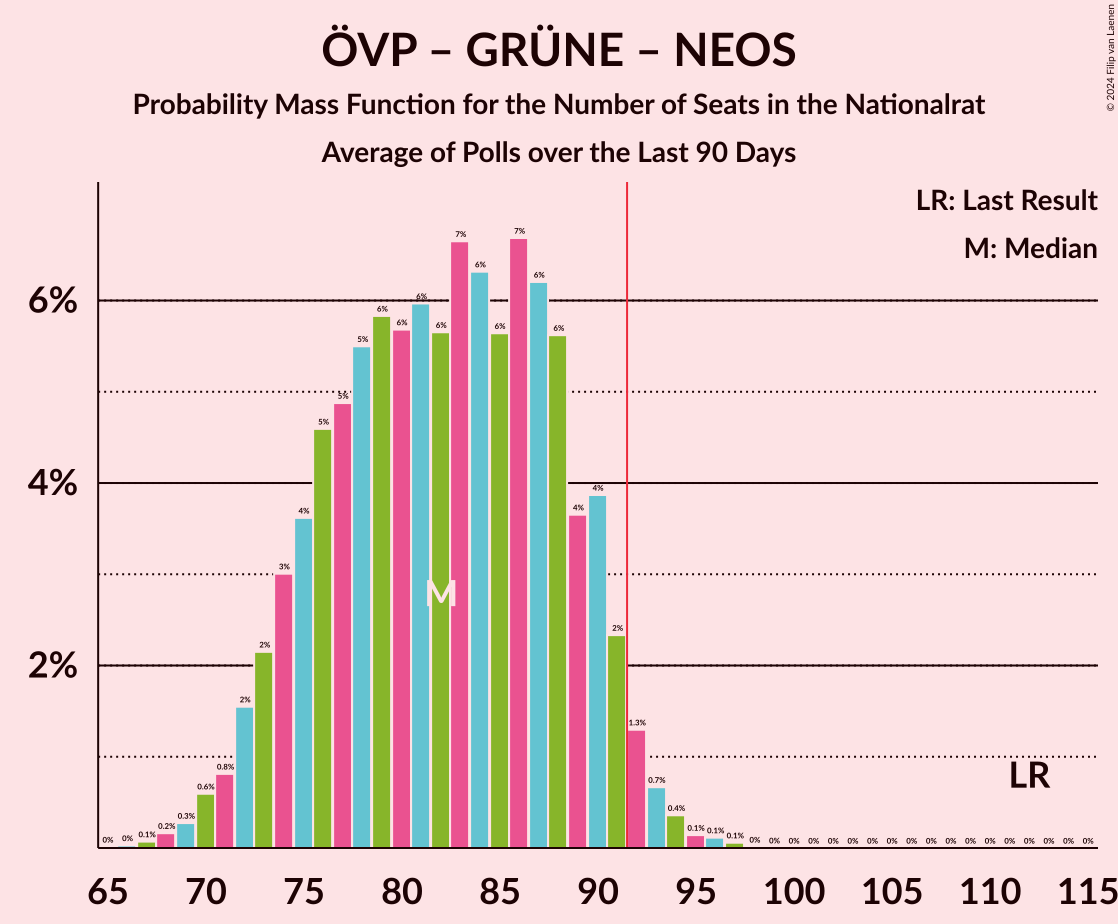 ÖVP – GRÜNE – NEOS
Probability Mass Function for the Number of Seats in the Nationalrat
Average of Polls over the Last 90 Days
© 2024 Filip van Laenen
LR: Last Result
M: Median
6%
4%
2%
0% 0% 0.1% 0.2% 0.3% 0.6% 0.8% 2% 2% 3% 4% 5% 5% 5% 6% 6% 6% 6% 7% 6% 6% 7% 6% 6% 4% 4% 2% 1.3% 0.7% 0.4% 0.1% 0.1% 0.1% 0% 0% 0% 0% 0% 0% 0% 0% 0% 0% 0% 0% 0% 0% 0% 0% 0% 0%
M
LR
65 70 75 80 85 90 95 100 105 110 115